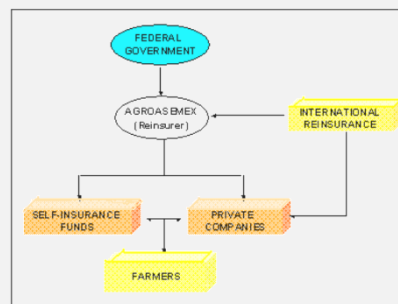 FEDERAL
GOVERNMENT
AGROASEMEX
(Reinsurer)
INTERNATIONAL
REINSURANCE
SELF-INSURANCE
FUNDS
PRIVATE
COMPANIES
FARMERS